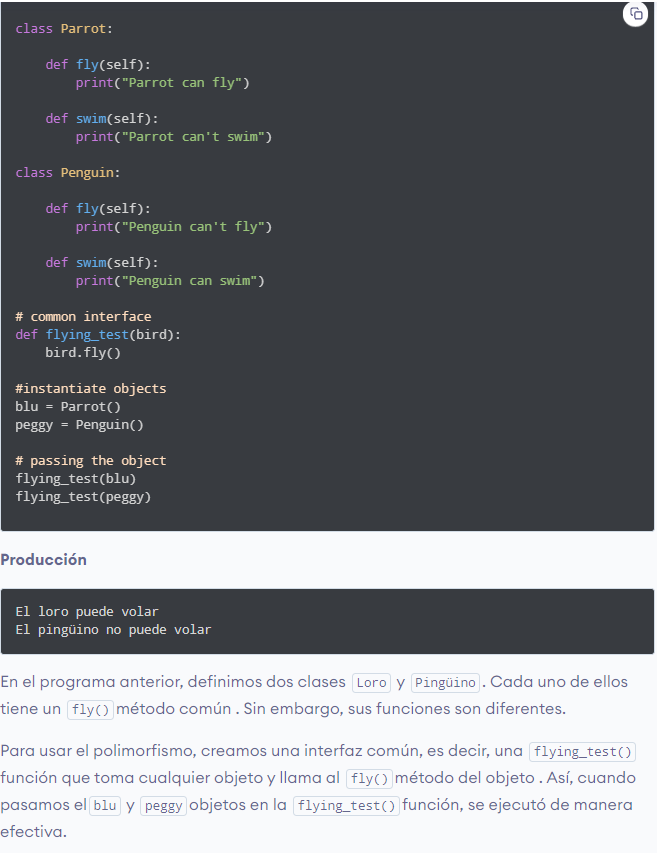 class Parrot:
    def fly(self):
        print("Parrot can fly")
    def swim(self):
        print("Parrot can't swim")
class Penguin:
    def fly(self):
        print("Penguin can't fly")
    def swim(self):
        print("Penguin can swim")
# common interface
def flying_test(bird):
    bird.fly()
#instantiate objects
blu = Parrot()
peggy = Penguin()
# passing the object
flying_test(blu)
flying_test(peggy)
Producción
El loro puede volar
El pingüino no puede volar
En el programa anterior, definimos dos clases Loro y Pingüino. Cada uno de ellos
tiene un fly() método común . Sin embargo, sus funciones son diferentes.
Para usar el polimorfismo, creamos una interfaz común, es decir, una flying_test()
función que toma cualquier objeto y llama al fly() método del objeto . Así, cuando
pasamos el blu y peggy objetos en la flying_test() función, se ejecutó de manera
efectiva.